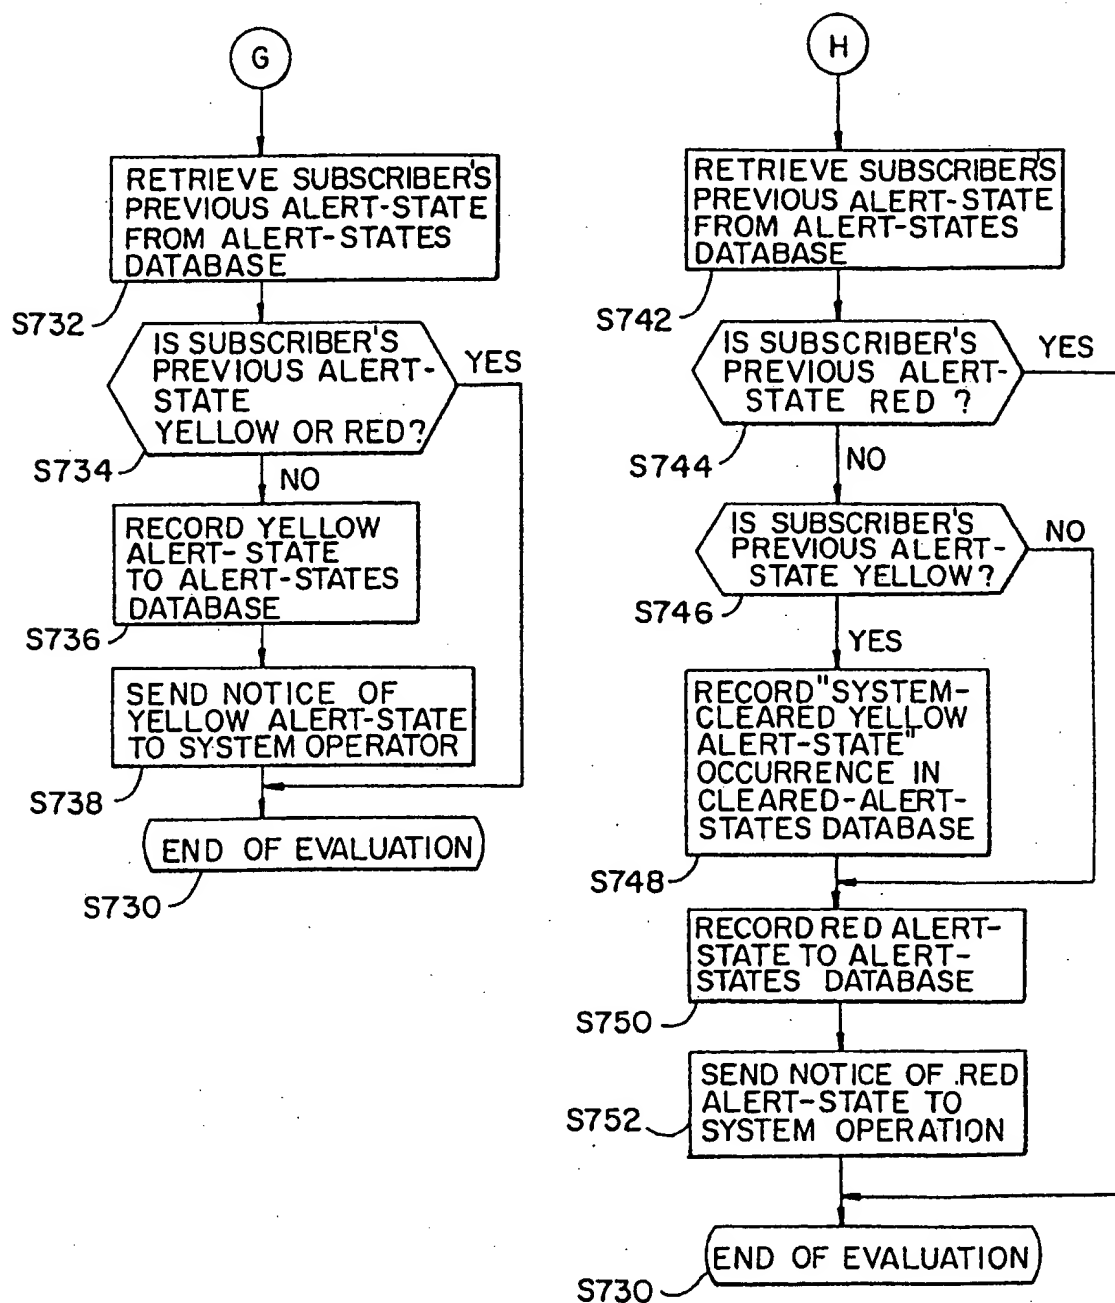 G
RETRIEVE SUBSCRIBER'S
PREVIOUS ALERT-STATE
FROM ALERT-STATES
DATABASE
S732
IS SUBSCRIBER'S
PREVIOUS ALERT-
STATE
YELLOW OR RED?
YES
S734
NO
RECORD YELLOW
ALERT-STATE
TO ALERT-STATES
DATABASE
S736
SEND NOTICE OF
YELLOW ALERT-STATE
TO SYSTEM OPERATOR
S738
END OF EVALUATION
S730
H
RETRIEVE SUBSCRIBER'S
PREVIOUS ALERT-STATE
FROM ALERT-STATES
DATABASE
S742
IS SUBSCRIBER'S
PREVIOUS ALERT-
STATE RED ?
YES
S744
NO
IS SUBSCRIBER'S
PREVIOUS ALERT-
STATE YELLOW?
NO
S746
YES
RECORD "SYSTEM-
CLEARED YELLOW
ALERT-STATE"
OCCURRENCE IN
CLEARED-ALERT-
STATES DATABASE
S748
RECORD RED ALERT-
STATE TO ALERT-
STATES DATABASE
S750
SEND NOTICE OF RED
ALERT-STATE TO
SYSTEM OPERATION
S752
END OF EVALUATION
S730